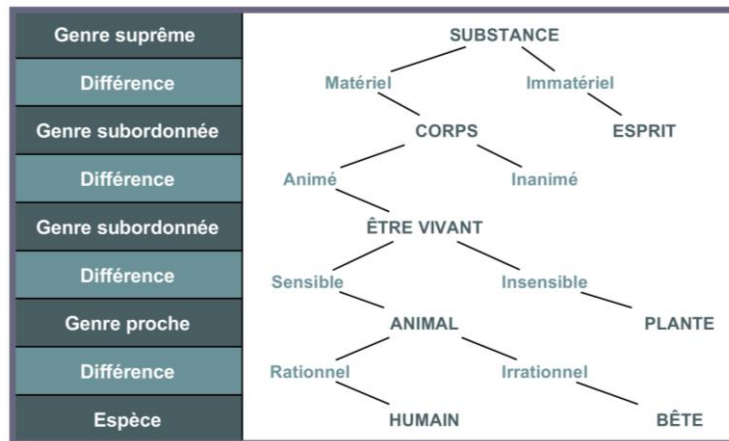 Genre suprême SUBSTANCE
Différence Matériel Immatériel
Genre subordonnée CORPS ESPRIT
Différence Animé Inanimé
Genre subordonnée ÊTRE VIVANT
Différence Sensible Insensible
Genre proche ANIMAL PLANTE
Différence Rationnel Irrationnel
Espèce HUMAIN BÊTE